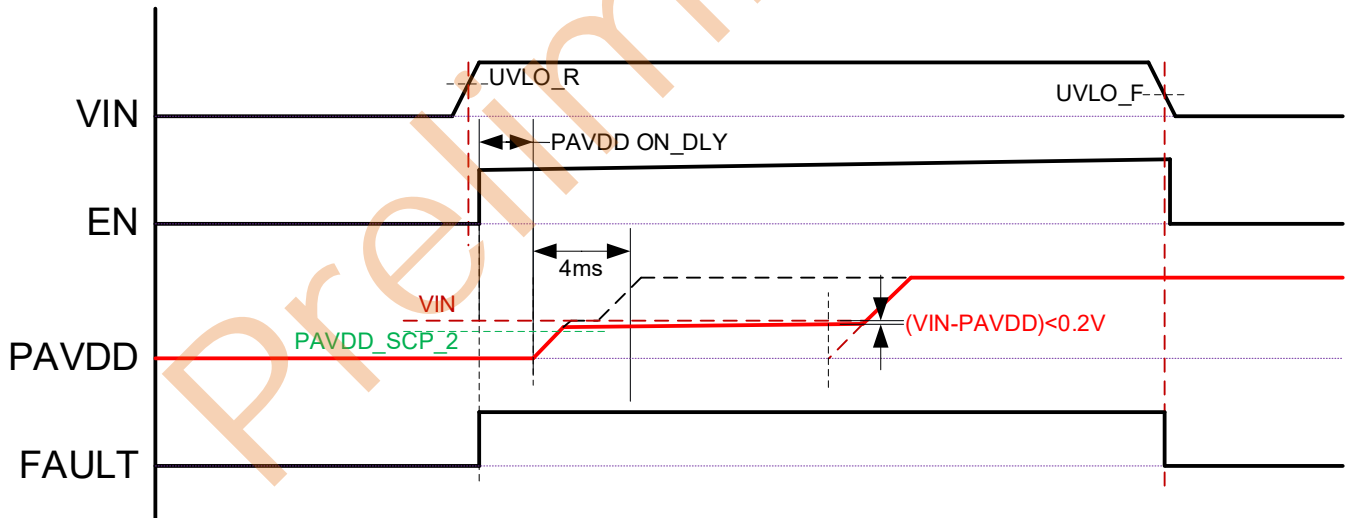 UVLO_R
UVLO_F
VIN
PAVDD ON_DLY
EN
4ms
VIN
(VIN-PAVDD)<0.2V
PAVDD_SCP_2
PAVDD
FAULT
Prelim